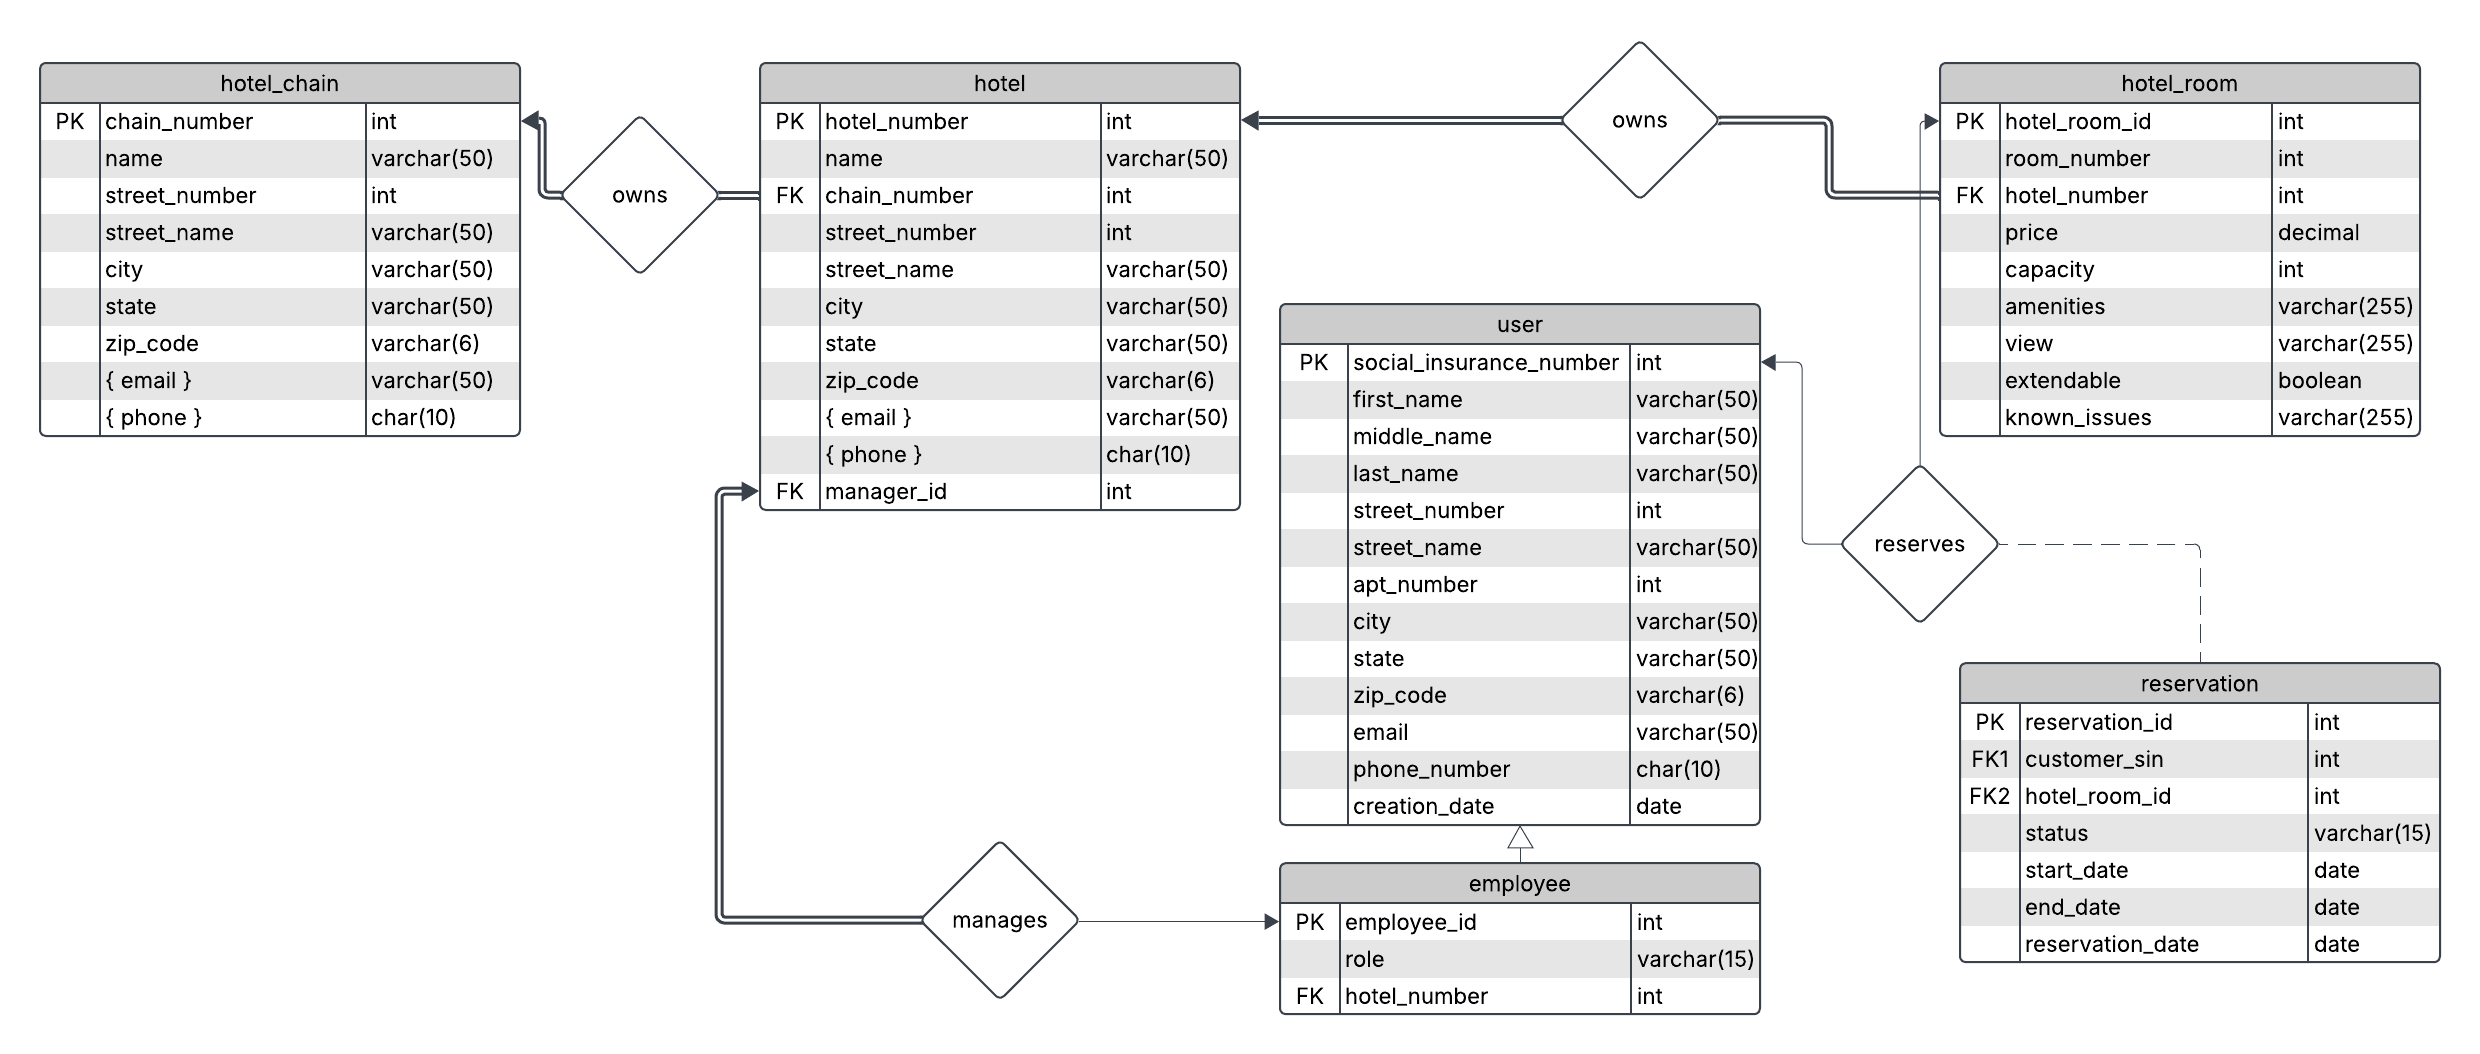 hotel_chain
PK chain_number int
name varchar(50)
street_number int
street_name varchar(50)
city varchar(50)
state varchar(50)
zip_code varchar(6)
{ email } varchar(50)
{ phone } char(10)
owns
hotel
PK hotel_number int
name varchar(50)
FK chain_number int
street_number int
street_name varchar(50)
city varchar(50)
state varchar(50)
zip_code varchar(6)
{ email } varchar(50)
{ phone } char(10)
FK manager_id int
owns
hotel_room
PK hotel_room_id int
room_number int
FK hotel_number int
price decimal
capacity int
amenities varchar(255)
view varchar(255)
extendable boolean
known_issues varchar(255)
user
PK social_insurance_number int
first_name varchar(50)
middle_name varchar(50)
last_name varchar(50)
street_number int
street_name varchar(50)
apt_number int
city varchar(50)
state varchar(50)
zip_code varchar(6)
email varchar(50)
phone_number char(10)
creation_date date
reserves
reservation
PK reservation_id int
FK1 customer_sin int
FK2 hotel_room_id int
status varchar(15)
start_date date
end_date date
reservation_date date
manages
employee
PK employee_id int
role varchar(15)
FK hotel_number int